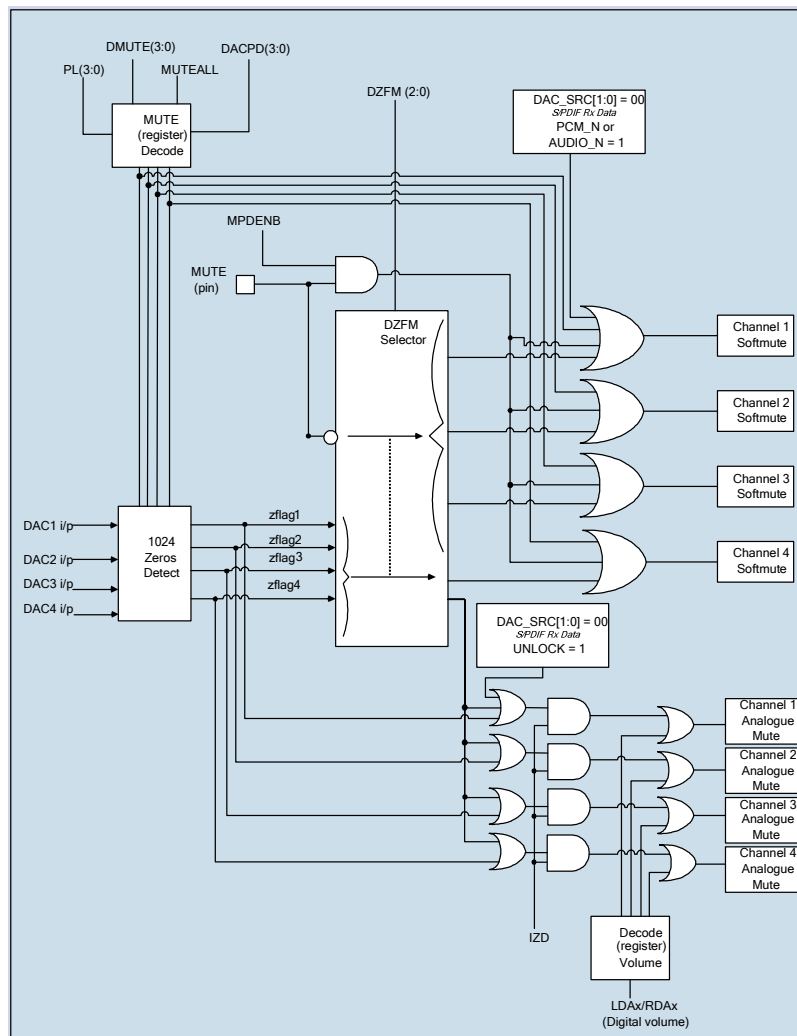 DMUTE(3:0)
DACPD(3:0)
PL(3:0)
MUTEALL
DZFM (2:0)
MUTE
(register)
Decode
DAC_SRC[1:0] = 00
S/PDIF Rx Data
PCM_N or
AUDIO_N = 1
MPDENB
MUTE
(pin)
DZFM
Selector
Channel 1
Softmute
Channel 2
Softmute
Channel 3
Softmute
Channel 4
Softmute
DAC1 i/p
DAC2 i/p
DAC3 i/p
DAC4 i/p
1024
Zeros
Detect
zflag1
zflag2
zflag3
zflag4
DAC_SRC[1:0] = 00
S/PDIF Rx Data
UNLOCK = 1
Channel 1
Analogue
Mute
Channel 2
Analogue
Mute
Channel 3
Analogue
Mute
Channel 4
Analogue
Mute
IZD
Decode
(register)
Volume
LDAx/RDAx
(Digital volume)